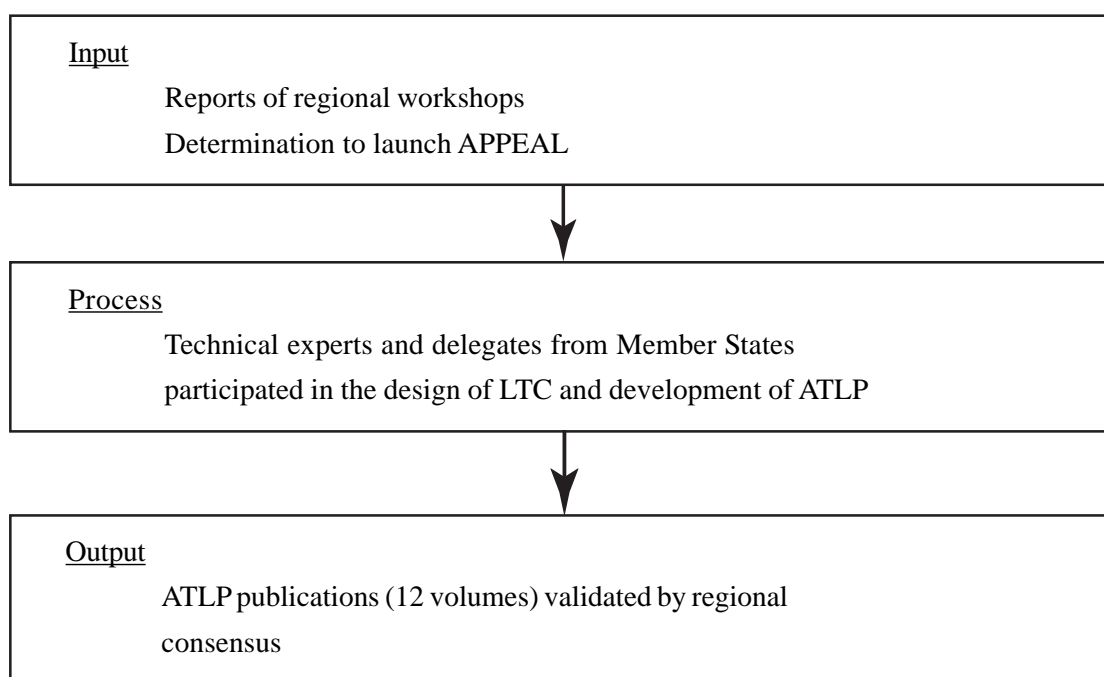 Input
Reports of regional workshops
Determination to launch APPEAL
Process
Technical experts and delegates from Member States
participated in the design of LTC and development of ATLP
Output
ATLP publications (12 volumes) validated by regional
consensus